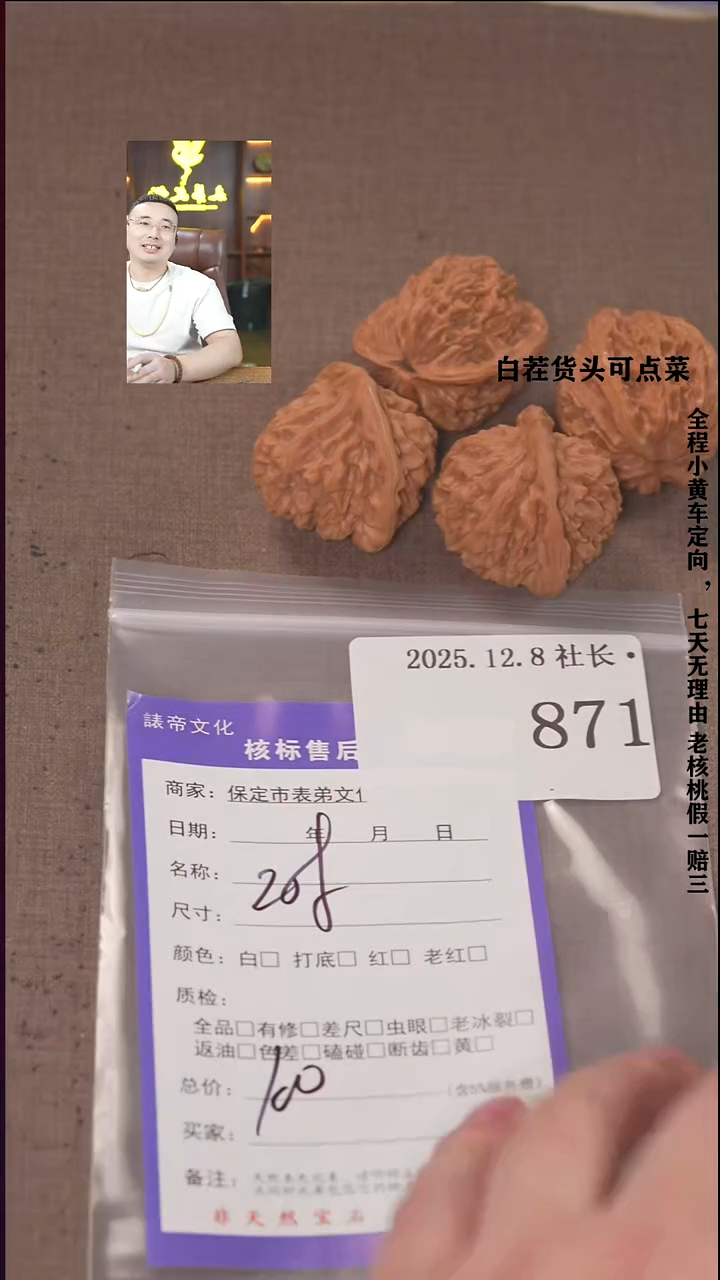 白茬货头可点菜
全程小黄车定向，七天无理由 老核桃假一赔三
2025.12.8 社长·
871
錶帝文化
核标售后
商家：保定市表弟文
日期： 年 月 日
名称：
尺寸：
颜色：白□ 打底□ 红□ 老红□
质检：
全品□有修□差尺□虫眼□老冰裂□
返油□色差□磕碰□断齿□黄□
总价： 100
买家：
备注：
非天然宝石